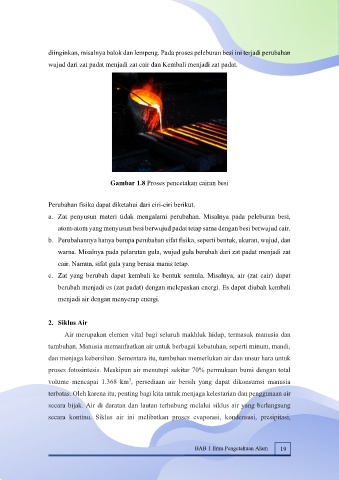 diinginkan, misalnya balok dan lempeng. Pada proses peleburan besi ini terjadi perubahan
wujud dari zat padat menjadi zat cair dan Kembali menjadi zat padat.
Gambar 1.8 Proses pencetakan cairan besi
Perubahan fisika dapat diketahui dari ciri-ciri berikut.
a. Zat penyusun materi tidak mengalami perubahan. Misalnya pada peleburan besi,
atom-atom yang menyusun besi berwujud padat tetap sama dengan besi berwujud cair.
b. Perubahannya hanya berupa perubahan sifat fisika, seperti bentuk, ukuran, wujud, dan
warna. Misalnya pada pelarutan gula, wujud gula berubah dari zat padat menjadi zat
cair. Namun, sifat gula yang berasa manis tetap.
c. Zat yang berubah dapat kembali ke bentuk semula. Misalnya, air (zat cair) dapat
berubah menjadi es (zat padat) dengan melepaskan energi. Es dapat diubah kembali
menjadi air dengan menyerap energi.
2. Siklus Air
Air merupakan elemen vital bagi seluruh makhluk hidup, termasuk manusia dan
tumbuhan. Manusia memanfaatkan air untuk berbagai kebutuhan, seperti minum, mandi,
dan menjaga kebersihan. Sementara itu, tumbuhan memerlukan air dan unsur hara untuk
proses fotosintesis. Meskipun air menutupi sekitar 70% permukaan bumi dengan total
volume mencapai 1.368 km³, persediaan air bersih yang dapat dikonsumsi manusia
terbatas. Oleh karena itu, penting bagi kita untuk menjaga kelestarian dan penggunaan air
secara bijak. Air di daratan dan lautan terhubung melalui siklus air yang berlangsung
secara kontinu. Siklus air ini melibatkan proses evaporasi, kondensasi, presipitasi,
BAB 1 Ilmu Pengetahuan Alam 19